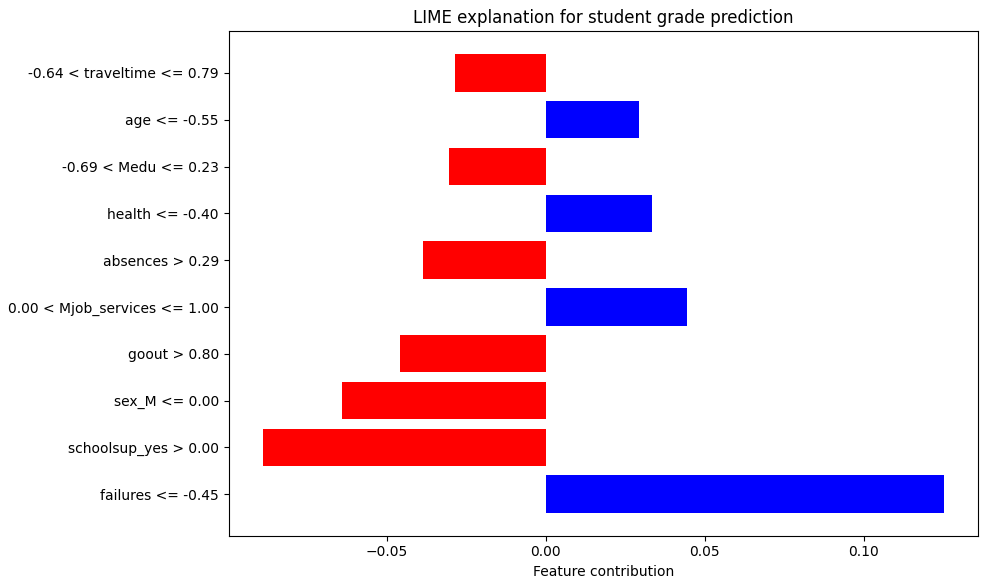 LIME explanation for student grade prediction
-0.64 < traveltime <= 0.79
age <= -0.55
-0.69 < Medu <= 0.23
health <= -0.40
absences > 0.29
0.00 < Mjob_services <= 1.00
goout > 0.80
sex_M <= 0.00
schoolsup_yes > 0.00
failures <= -0.45
−0.05 0.00 0.05 0.10
Feature contribution